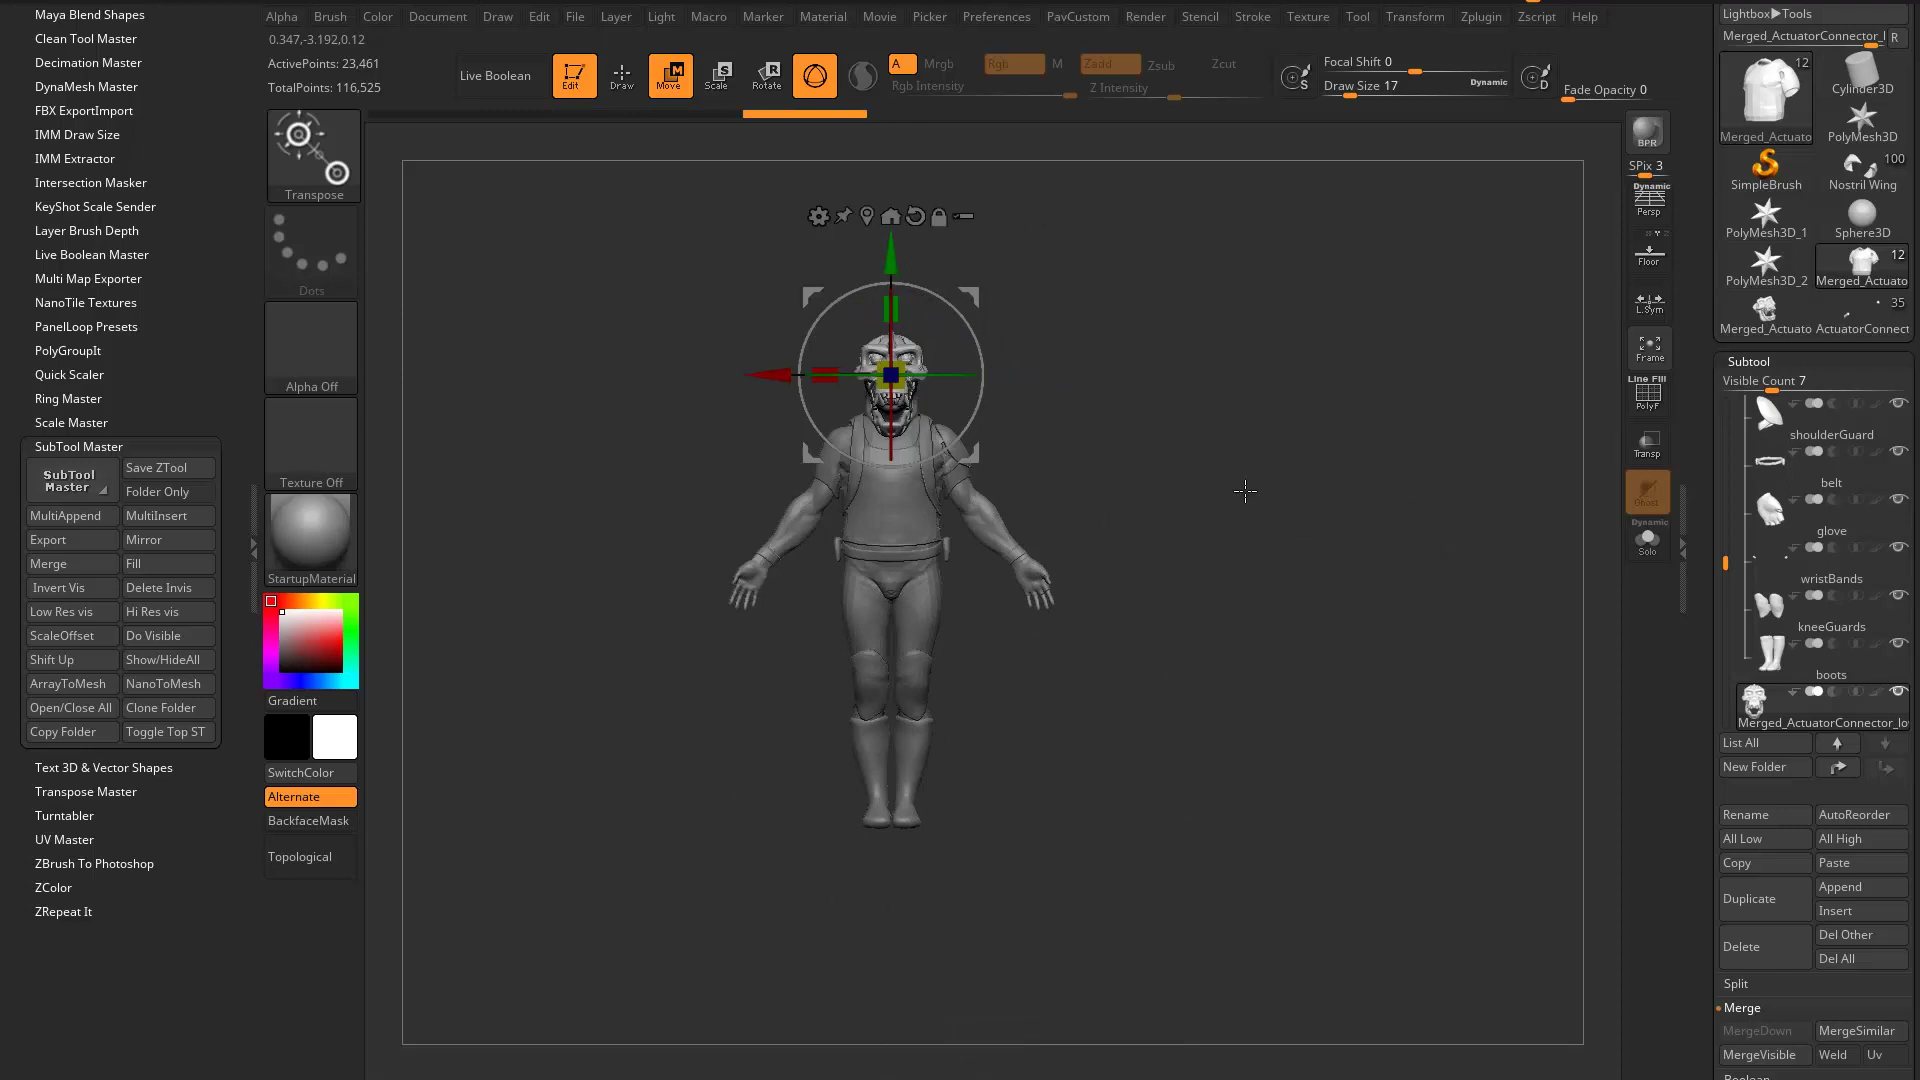 Maya Blend Shapes
Clean Tool Master
Decimation Master
DynaMesh Master
FBX ExportImport
IMM Draw Size
IMM Extractor
Intersection Masker
KeyShot Scale Sender
Layer Brush Depth
Live Boolean Master
Multi Map Exporter
NanoTile Textures
PanelLoop Presets
PolyGroupIt
Quick Scaler
Ring Master
Scale Master
SubTool Master
SubTool Master
Save ZTool
Folder Only
MultiAppend
MultiInsert
Export
Mirror
Merge
Fill
Invert Vis
Delete Invis
Low Res vis
Hi Res vis
ScaleOffset
Do Visible
Shift Up
Show/HideAll
ArrayToMesh
NanoToMesh
Open/Close All
Clone Folder
Copy Folder
Toggle Top ST
Text 3D & Vector Shapes
Transpose Master
Turntabler
UV Master
ZBrush To Photoshop
ZColor
ZRepeat It
Alpha Brush Color Document Draw Edit File Layer Light Macro Marker Material Movie Picker Preferences PavCustom Render Stencil Stroke Texture Tool Transform Zplugin Zscript Help
0.347,-3.192,0.12
ActivePoints: 23,461
TotalPoints: 116,525
Live Boolean
Edit
Draw
Move
Scale
Rotate
A
Mrgb
Rgb
M
Zadd
Zsub
Zcut
Rgb Intensity
Z Intensity
S
Focal Shift 0
Draw Size 17
Dynamic
D
Fade Opacity 0
Transpose
Dots
Alpha Off
Texture Off
StartupMaterial
Gradient
SwitchColor
Alternate
BackfaceMask
Topological
BPR
SPix 3
Dynamic
Persp
Floor
L.Sym
Frame
Line Fill
PolyF
Transp
Ghost
Dynamic
Solo
Lightbox▶Tools
Merged_ActuatorConnector_l
R
12
Merged_Actuato
Cylinder3D
PolyMesh3D
SimpleBrush
100
Nostril Wing
PolyMesh3D_1
Sphere3D
PolyMesh3D_2
12
Merged_Actuato
Merged_Actuato
35
ActuatorConnect
Subtool
Visible Count 7
shoulderGuard
belt
glove
wristBands
kneeGuards
boots
Merged_ActuatorConnector_lo
List All
New Folder
Rename
AutoReorder
All Low
All High
Copy
Paste
Duplicate
Append
Insert
Delete
Del Other
Del All
Split
Merge
MergeDown
MergeSimilar
MergeVisible
Weld
Uv
Boolean